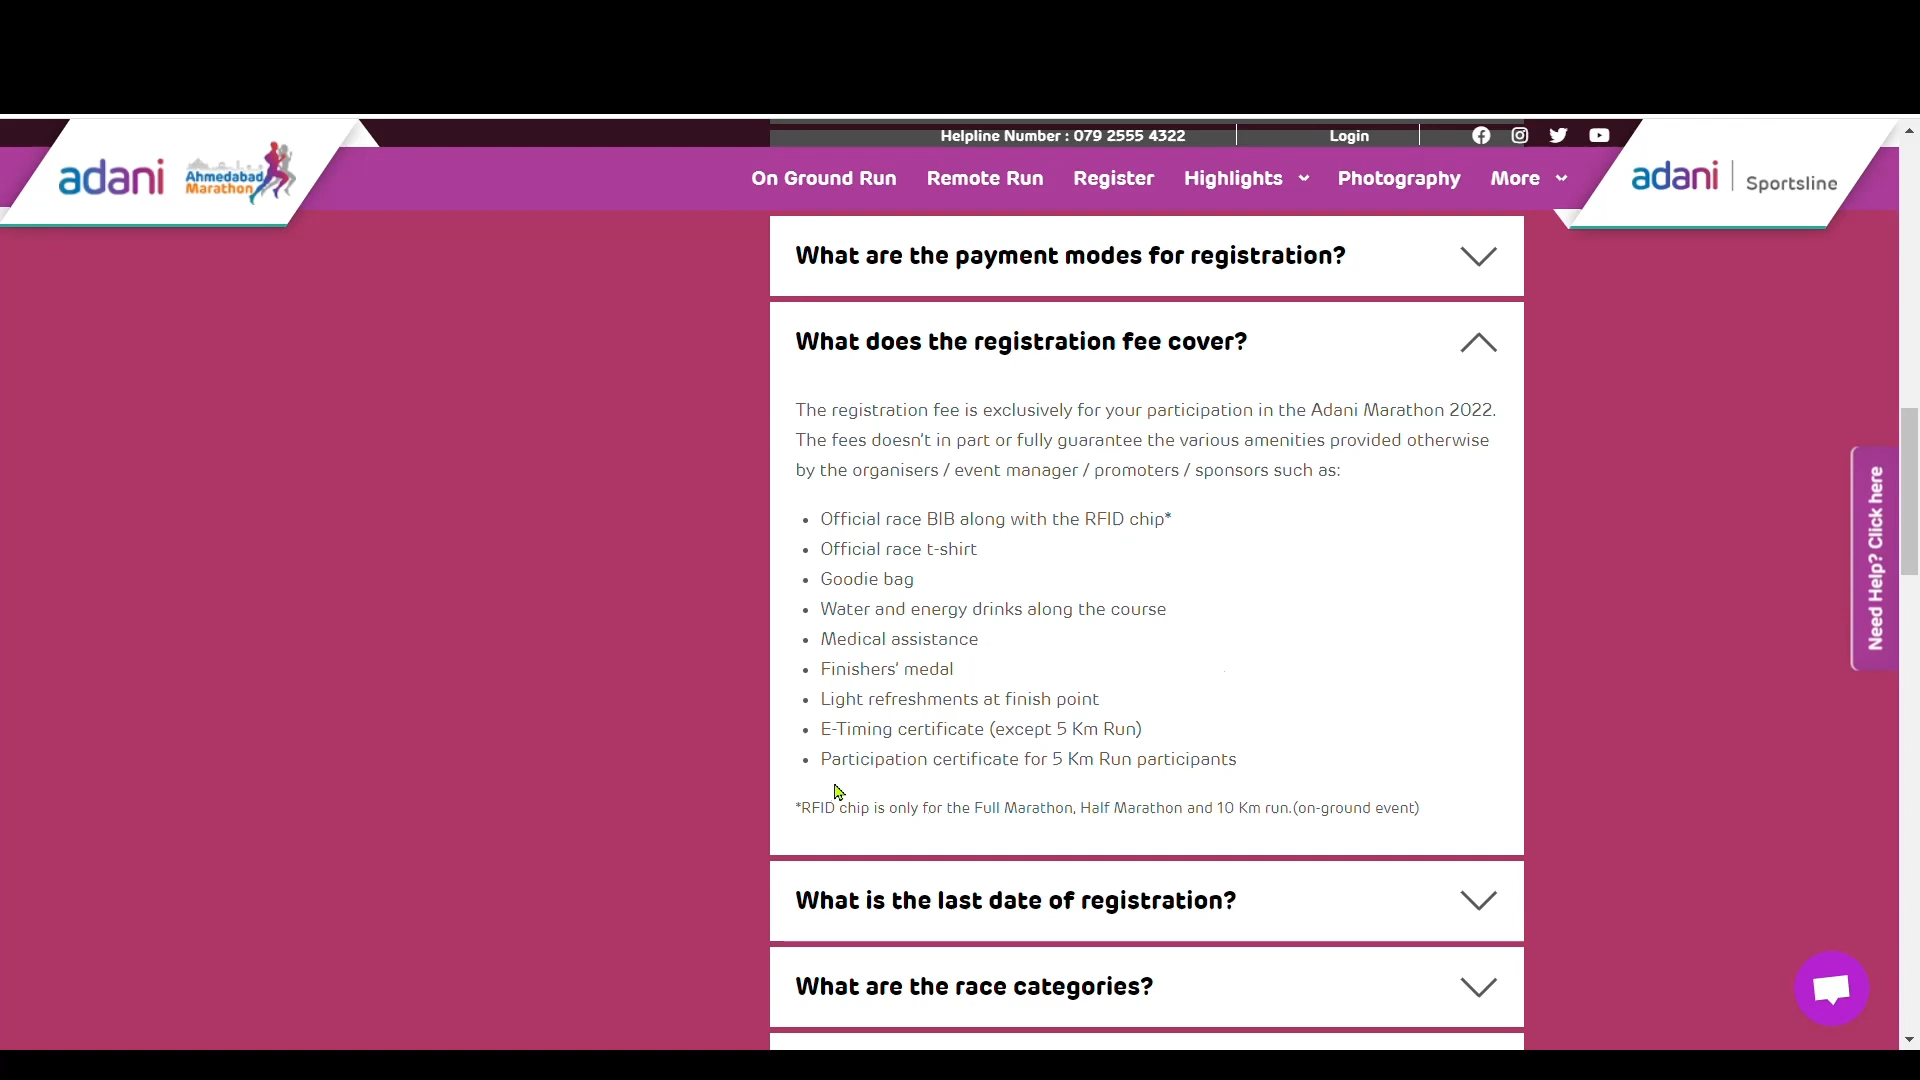 adani
Ahmedabad
Marathon
Helpline Number : 079 2555 4322
Login
On Ground Run
Remote Run
Register
Highlights
Photography
More
adani | Sportsline
What are the payment modes for registration?
What does the registration fee cover?
The registration fee is exclusively for your participation in the Adani Marathon 2022.
The fees doesn't in part or fully guarantee the various amenities provided otherwise
by the organisers / event manager / promoters / sponsors such as:
• Official race BIB along with the RFID chip*
• Official race t-shirt
• Goodie bag
• Water and energy drinks along the course
• Medical assistance
• Finishers' medal
• Light refreshments at finish point
• E-Timing certificate (except 5 Km Run)
• Participation certificate for 5 Km Run participants
*RFID chip is only for the Full Marathon, Half Marathon and 10 Km run.(on-ground event)
What is the last date of registration?
What are the race categories?
Need Help? Click here